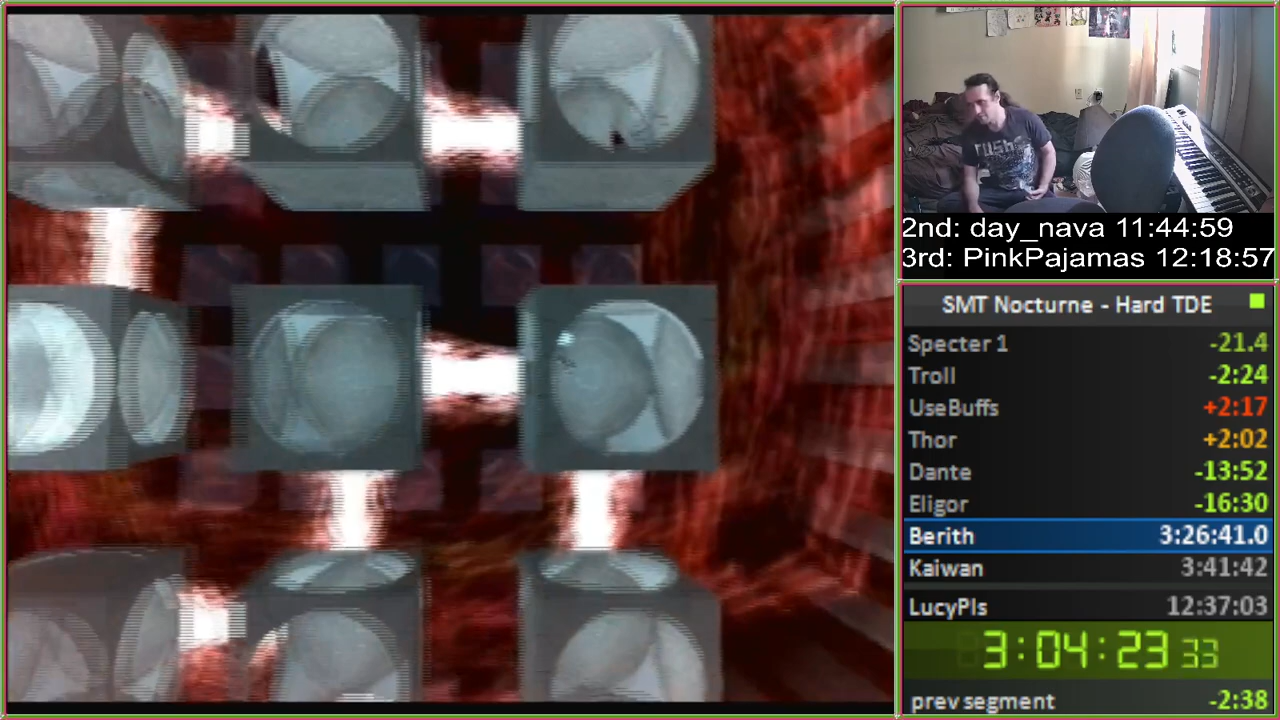 rush
2nd: day_nava 11:44:59
3rd: PinkPajamas 12:18:57
SMT Nocturne - Hard TDE
Specter 1 -21.4
Troll -2:24
UseBuffs +2:17
Thor +2:02
Dante -13:52
Eligor -16:30
Berith 3:26:41.0
Kaiwan 3:41:42
LucyPls 12:37:03
3:04:23 33
prev segment -2:38